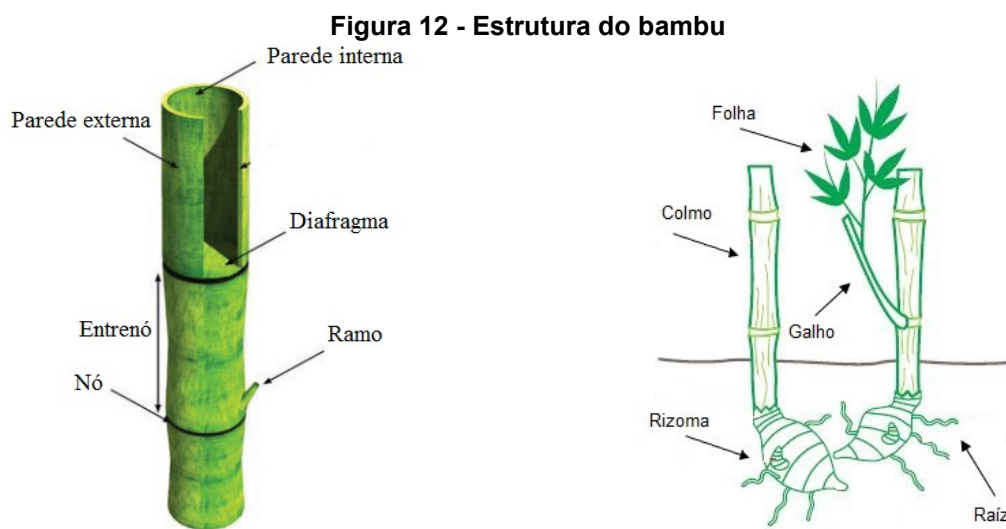 Figura 12 - Estrutura do bambu
Parede interna
Parede externa
Diafragma
Entrenó
Ramo
Nó
Folha
Colmo
Galho
Rizoma
Raíz